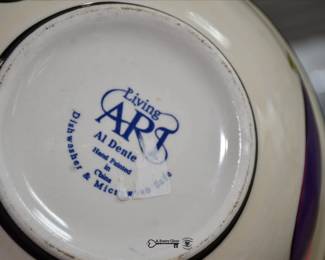 Living
ART
Al Dente
Hand Painted
in
China
Dishwasher & Microwave Safe